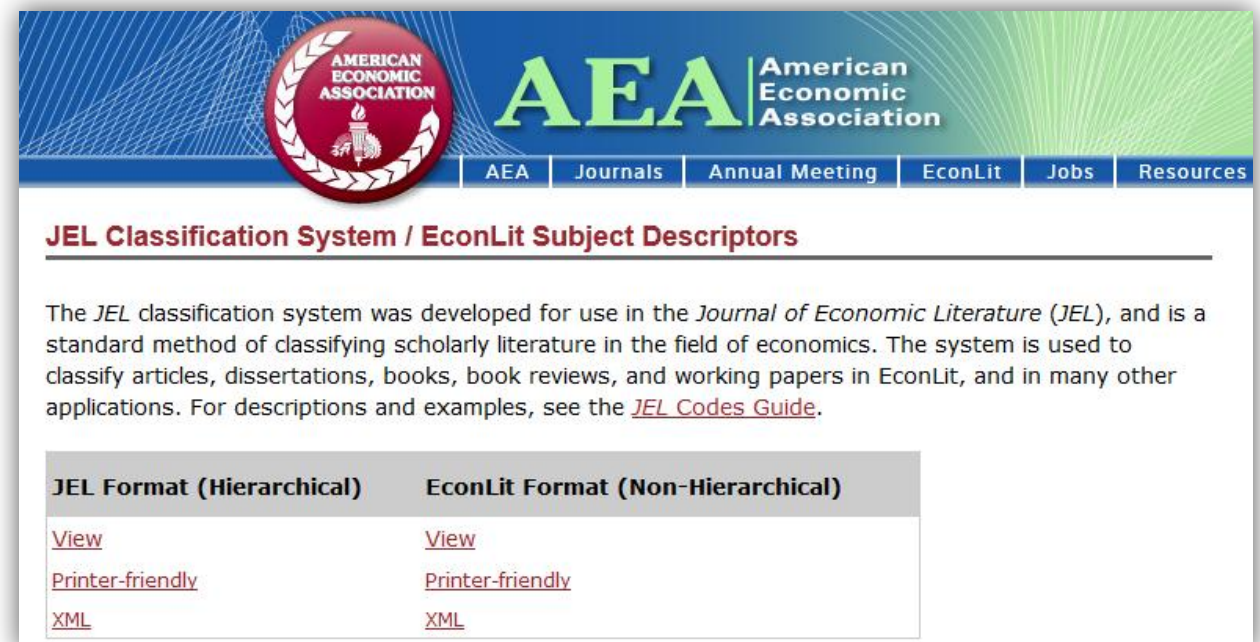 AMERICAN
ECONOMIC
ASSOCIATION
AEA
American
Economic
Association
AEA Journals Annual Meeting EconLit Jobs Resources
JEL Classification System / EconLit Subject Descriptors
The JEL classification system was developed for use in the Journal of Economic Literature (JEL), and is a
standard method of classifying scholarly literature in the field of economics. The system is used to
classify articles, dissertations, books, book reviews, and working papers in EconLit, and in many other
applications. For descriptions and examples, see the JEL Codes Guide.
JEL Format (Hierarchical) EconLit Format (Non-Hierarchical)
View View
Printer-friendly Printer-friendly
XML XML